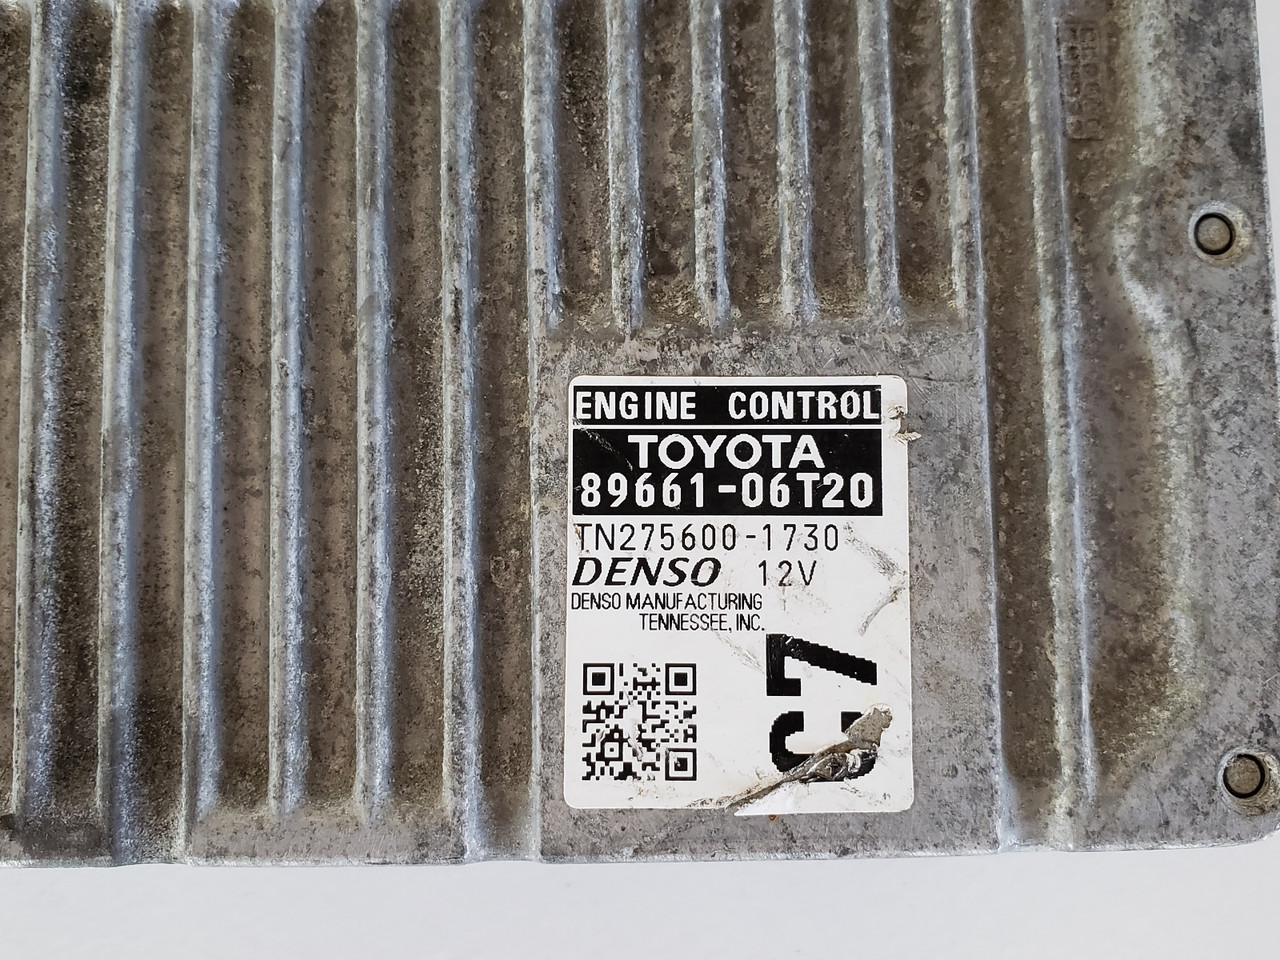 ENGINE CONTROL
TOYOTA
89661-06T20
TN275600-1730
DENSO 12V
DENSO MANUFACTURING
TENNESSEE, INC.